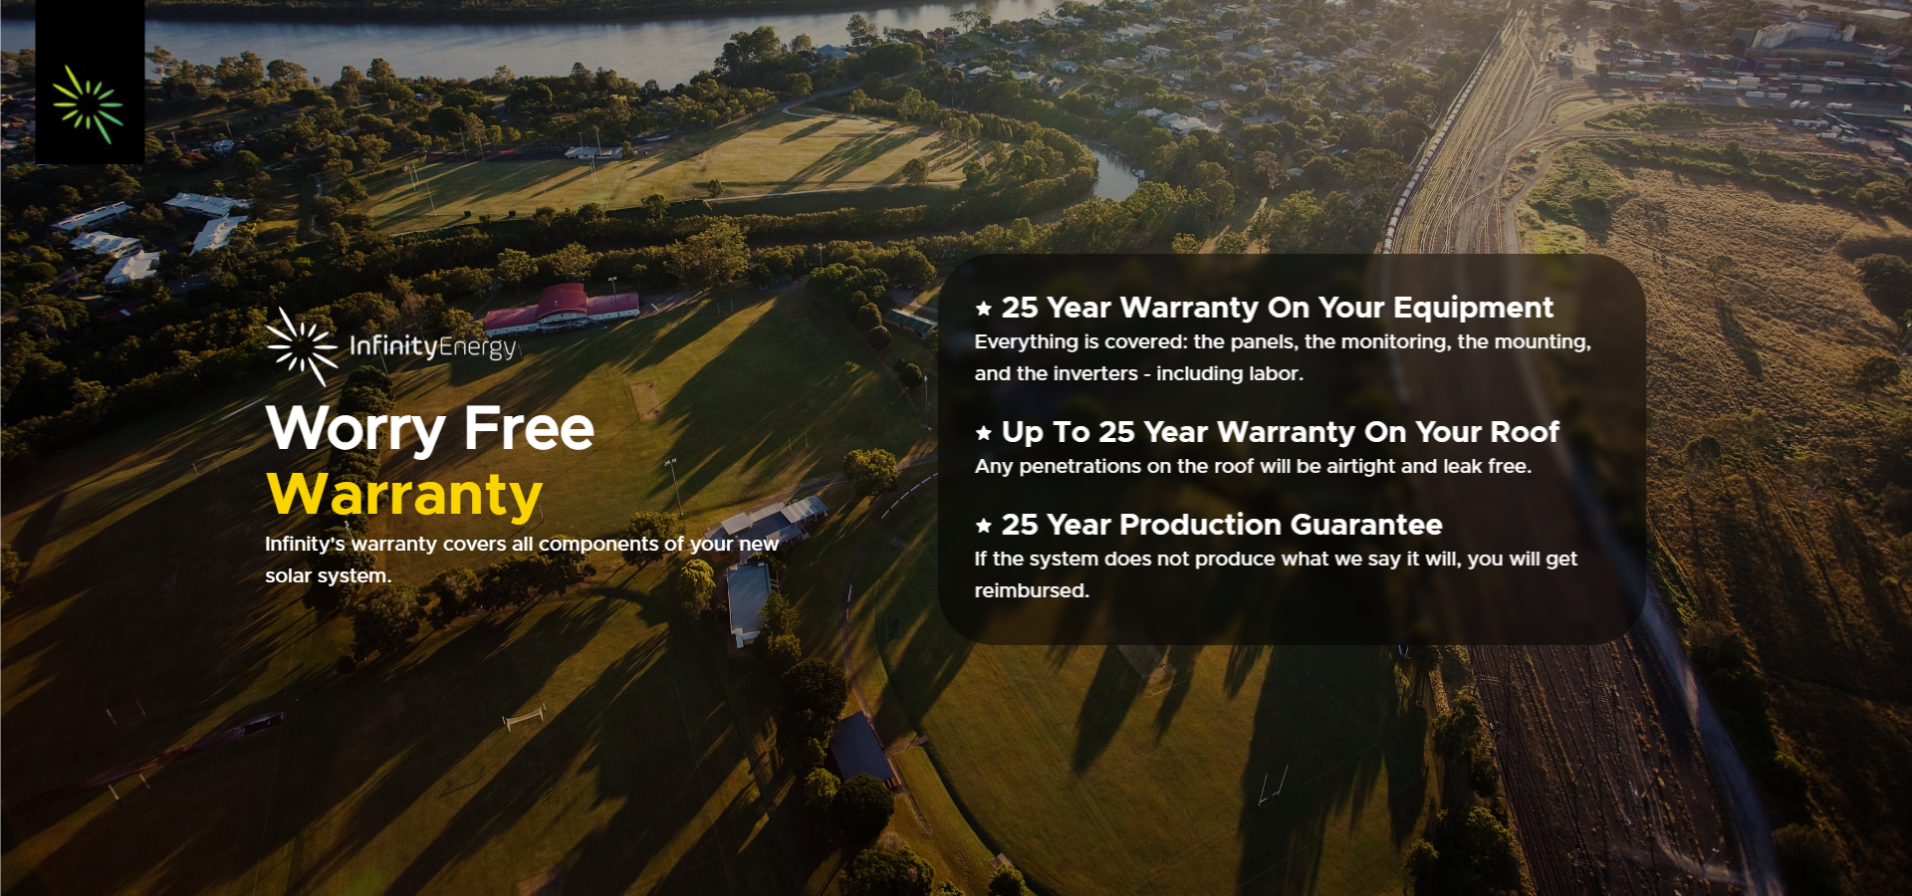 InfinityEnergy
Worry Free
Warranty
Infinity's warranty covers all components of your new
solar system.
★ 25 Year Warranty On Your Equipment
Everything is covered: the panels, the monitoring, the mounting,
and the inverters - including labor.
★ Up To 25 Year Warranty On Your Roof
Any penetrations on the roof will be airtight and leak free.
★ 25 Year Production Guarantee
If the system does not produce what we say it will, you will get
reimbursed.